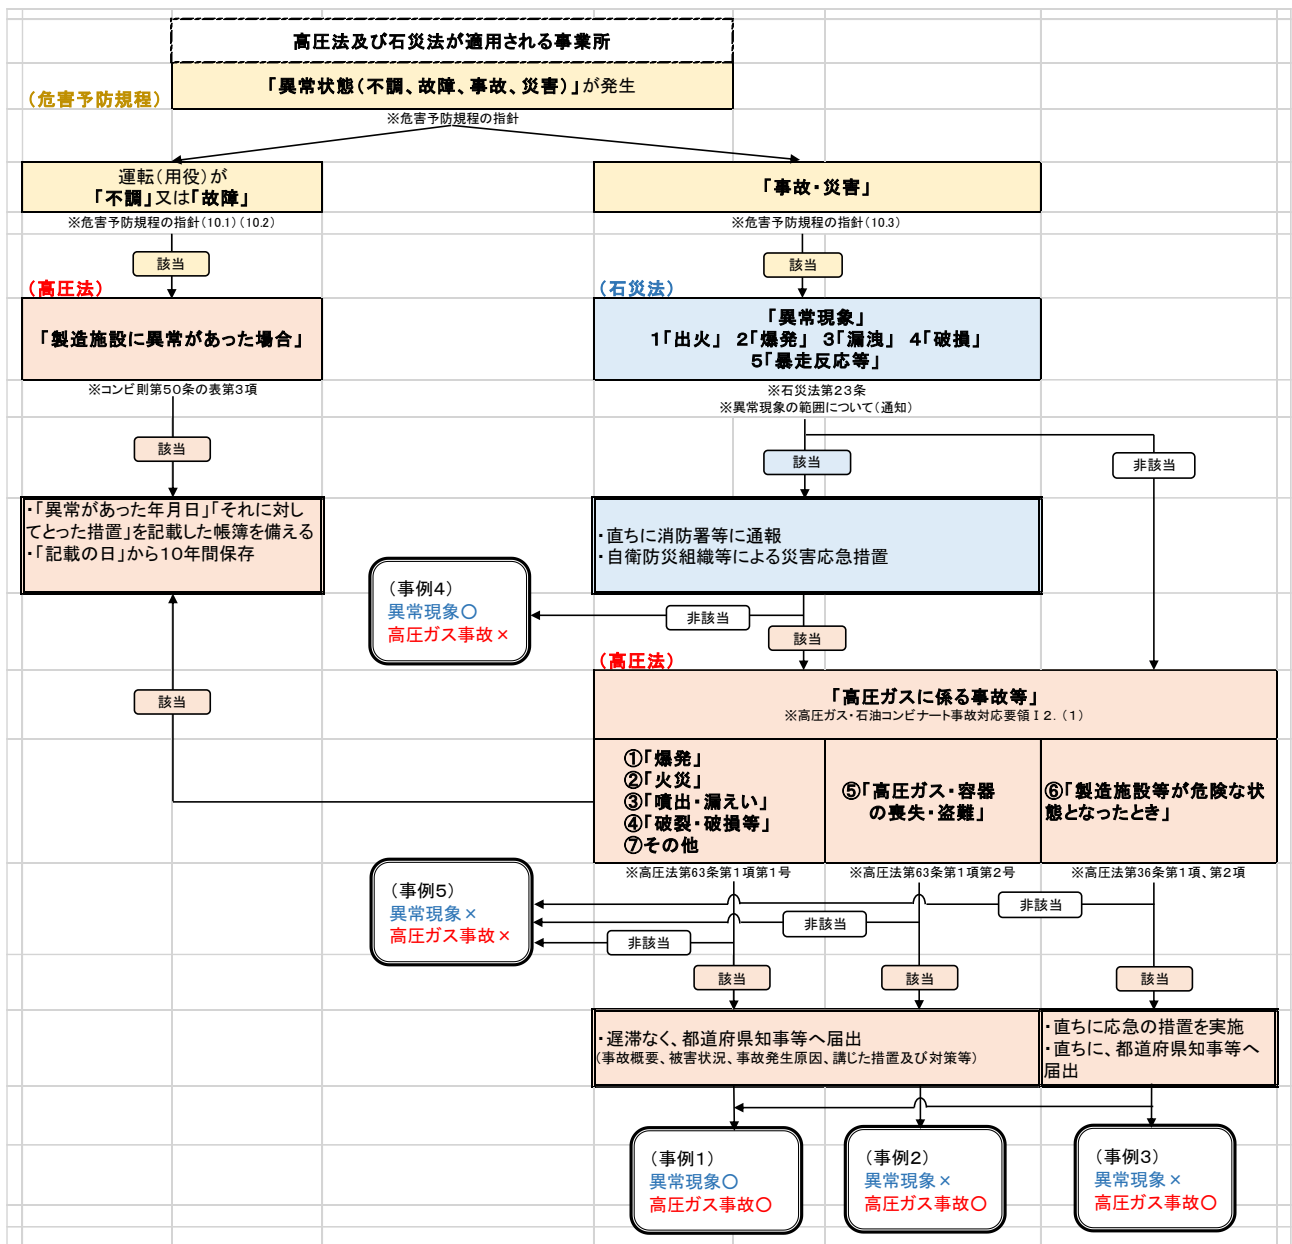 高圧法及び石災法が適用される事業所
「異常状態(不調、故障、事故、災害)」が発生
(危害予防規程)
※危害予防規程の指針
運転(用役)が
「不調」又は「故障」
「事故・災害」
※危害予防規程の指針(10.1)(10.2)
※危害予防規程の指針(10.3)
該当
該当
(高圧法)
(石災法)
「製造施設に異常があった場合」
「異常現象」
1「出火」 2「爆発」 3「漏洩」 4「破損」
5「暴走反応等」
※コンビ則第50条の表第3項
※石災法第23条
※異常現象の範囲について(通知)
該当
該当
非該当
・「異常があった年月日」「それに対し
てとった措置」を記載した帳簿を備える
・「記載の日」から10年間保存
・直ちに消防署等に通報
・自衛防災組織等による災害応急措置
(事例4)
異常現象〇
高圧ガス事故×
非該当
該当
(高圧法)
該当
「高圧ガスに係る事故等」
※高圧ガス・石油コンビナート事故対応要領Ⅰ2.(1)
①「爆発」
②「火災」
③「噴出・漏えい」
④「破裂・破損等」
⑦その他
⑤「高圧ガス・容器
の喪失・盗難」
⑥「製造施設等が危険な状
態となったとき」
※高圧法第63条第1項第1号
※高圧法第63条第1項第2号
※高圧法第36条第1項、第2項
(事例5)
異常現象×
高圧ガス事故×
非該当
非該当
非該当
該当
該当
該当
・遅滞なく、都道府県知事等へ届出
(事故概要、被害状況、事故発生原因、講じた措置及び対策等)
・直ちに応急の措置を実施
・直ちに、都道府県知事等へ
届出
(事例1)
異常現象〇
高圧ガス事故〇
(事例2)
異常現象×
高圧ガス事故〇
(事例3)
異常現象×
高圧ガス事故〇